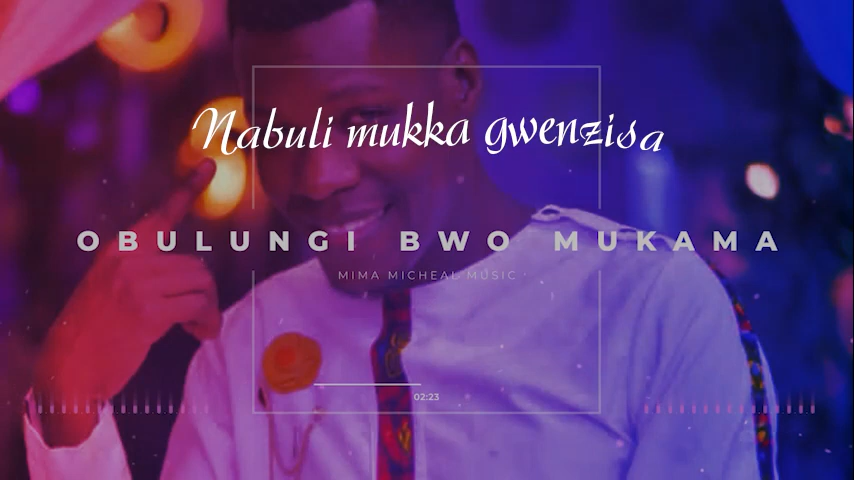 Nabuli mukka gwenzisa
OBULUNGI BWO MUKAMA
MIMA MICHEAL MUSIC
02:23